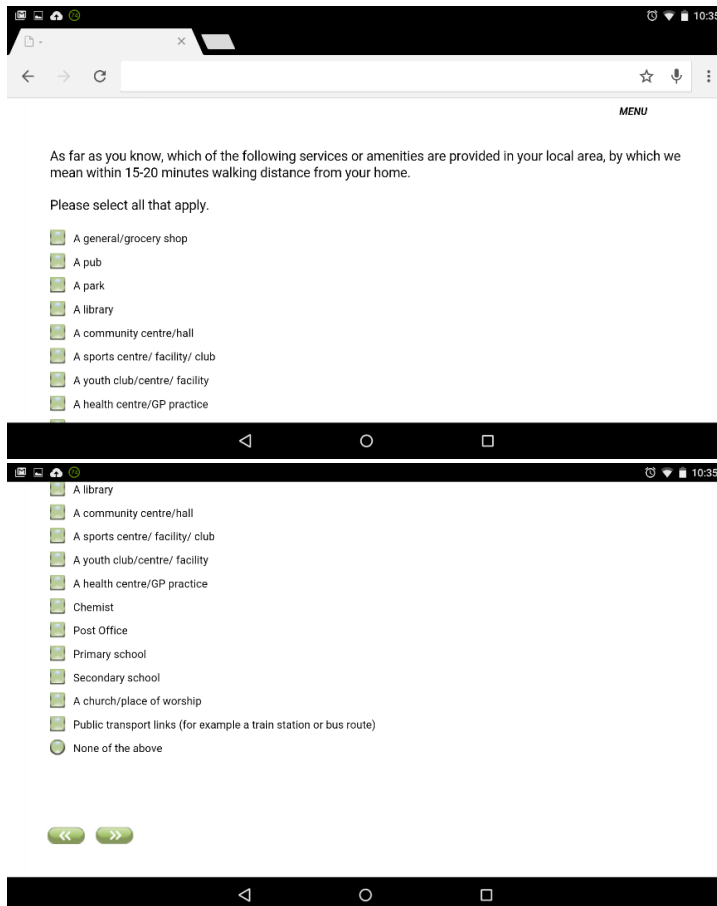 74
10:35
-
MENU
As far as you know, which of the following services or amenities are provided in your local area, by which we
mean within 15-20 minutes walking distance from your home.
Please select all that apply.
A general/grocery shop
A pub
A park
A library
A community centre/hall
A sports centre/ facility/ club
A youth club/centre/ facility
A health centre/GP practice
74
10:35
A library
A community centre/hall
A sports centre/ facility/ club
A youth club/centre/ facility
A health centre/GP practice
Chemist
Post Office
Primary school
Secondary school
A church/place of worship
Public transport links (for example a train station or bus route)
None of the above